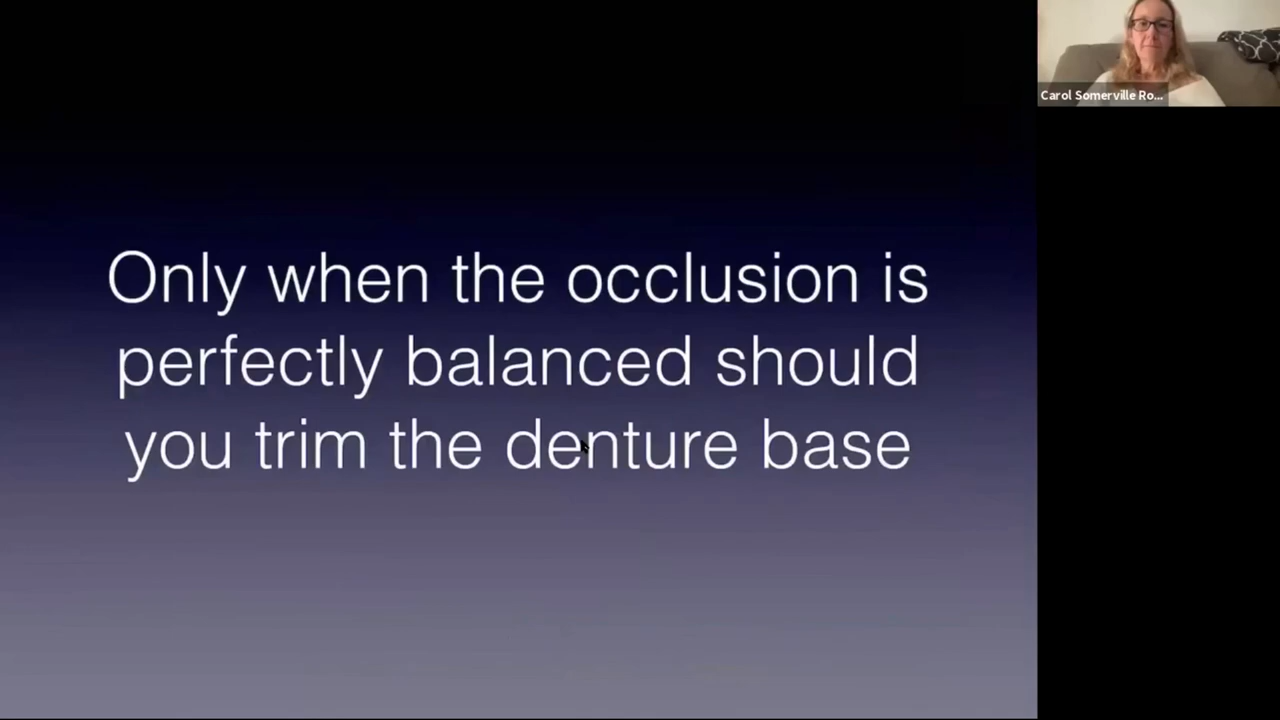 Only when the occlusion is
perfectly balanced should
you trim the denture base
Carol Somerville Ro...